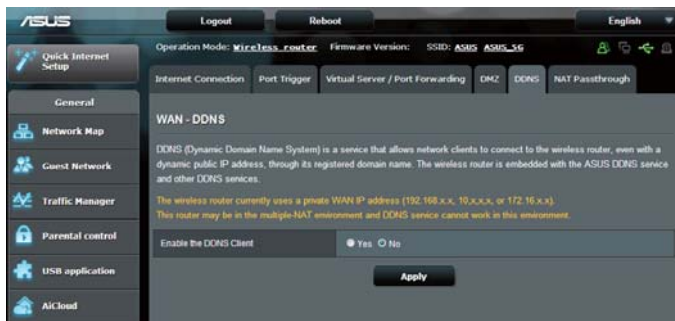 ASUS
Logout
Reboot
English
Quick Internet Setup
Operation Mode: Wireless router Firmware Version: SSID: ASUS ASUS_5G
Internet Connection
Port Trigger
Virtual Server / Port Forwarding
DMZ
DDNS
NAT Passthrough
General
Network Map
Guest Network
Traffic Manager
Parental control
USB application
AiCloud
WAN - DDNS
DDNS (Dynamic Domain Name System) is a service that allows network clients to connect to the wireless router, even with a
dynamic public IP address, through its registered domain name. The wireless router is embedded with the ASUS DDNS service
and other DDNS services.
The wireless router currently uses a private WAN IP address (192.168.x.x, 10,x,x,x, or 172.16.x.x).
This router may be in the multiple-NAT environment and DDNS service cannot work in this environment.
Enable the DDNS Client
Yes No
Apply